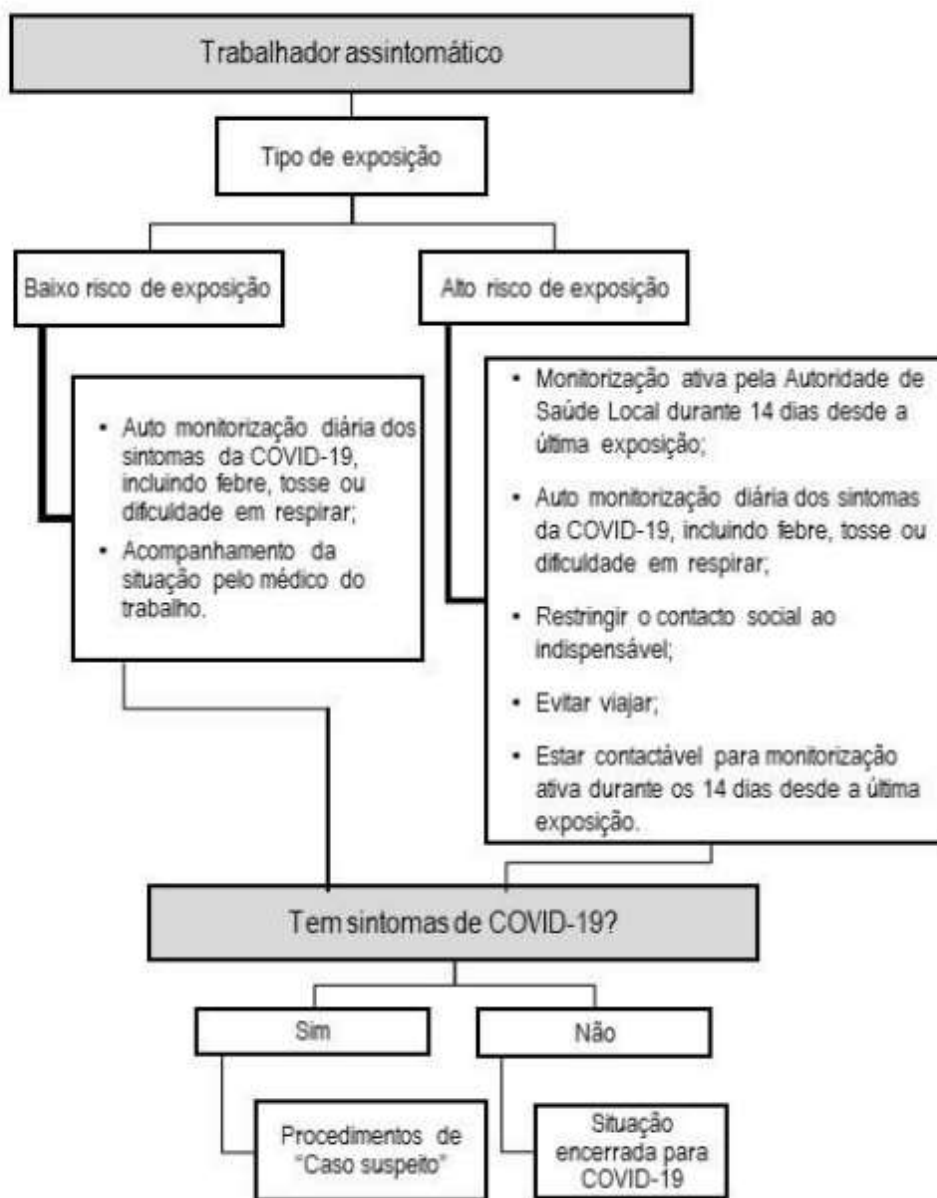 Trabalhador assintomático
Tipo de exposição
Baixo risco de exposição
Alto risco de exposição
• Auto monitorização diária dos
sintomas da COVID-19,
incluindo febre, tosse ou
dificuldade em respirar;
• Acompanhamento da
situação pelo médico do
trabalho.
• Monitorização ativa pela Autoridade de
Saúde Local durante 14 dias desde a
última exposição;
• Auto monitorização diária dos sintomas
da COVID-19, incluindo febre, tosse ou
dificuldade em respirar;
• Restringir o contacto social ao
indispensável;
• Evitar viajar;
• Estar contactável para monitorização
ativa durante os 14 dias desde a última
exposição.
Tem sintomas de COVID-19?
Sim
Não
Procedimentos de
“Caso suspeito”
Situação
encerrada para
COVID-19